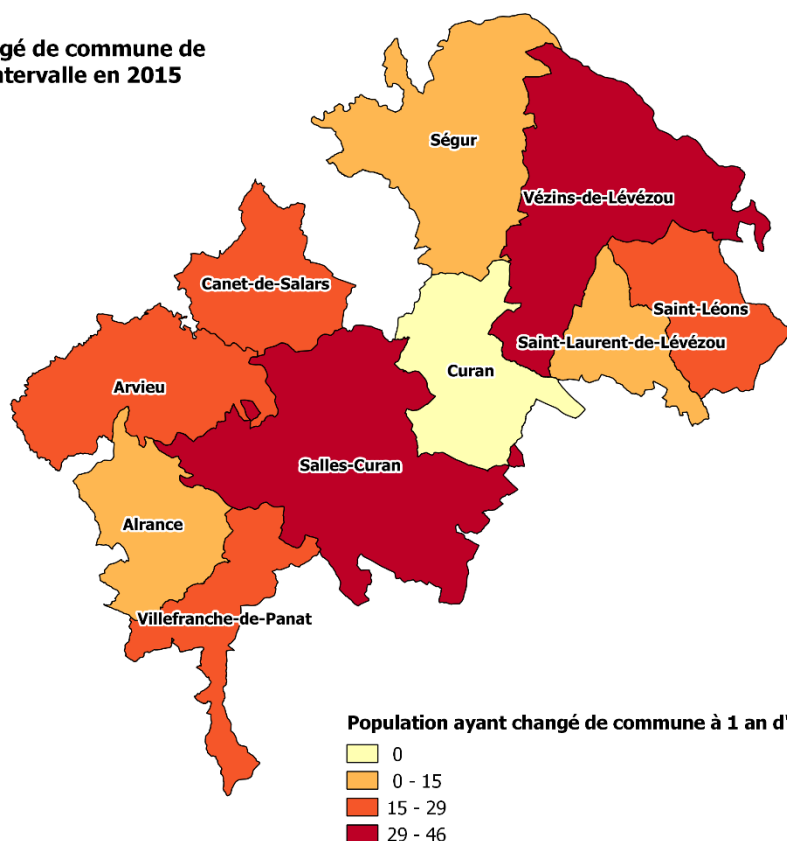 gé de commune de
ntervalle en 2015
Ségur
Vézins-de-Lévézou
Canet-de-Salars
Saint-Léons
Saint-Laurent-de-Lévézou
Curan
Arvieu
Salles-Curan
Alrance
Villefranche-de-Panat
Population ayant changé de commune à 1 an d'
0
0 - 15
15 - 29
29 - 46